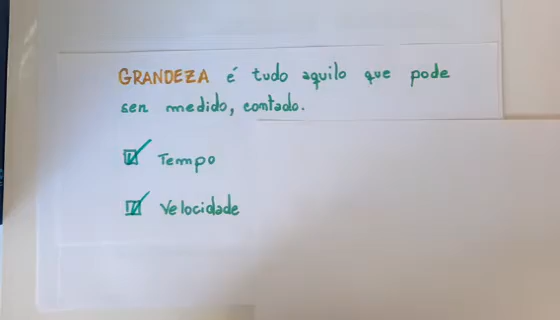 GRANDEZA é tudo aquilo que pode
ser medido, contado.
Tempo
Velocidade